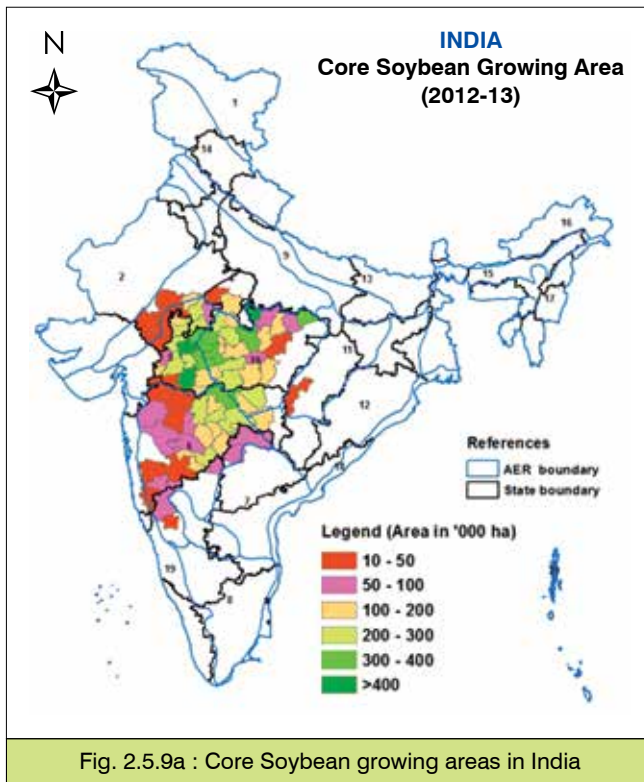 N
INDIA
Core Soybean Growing Area
(2012-13)
1
14
2
9
16
15
13
17
10
11
12
6
7
19
8
References
AER boundary
State boundary
Legend (Area in '000 ha)
10 - 50
50 - 100
100 - 200
200 - 300
300 - 400
>400
Fig. 2.5.9a : Core Soybean growing areas in India